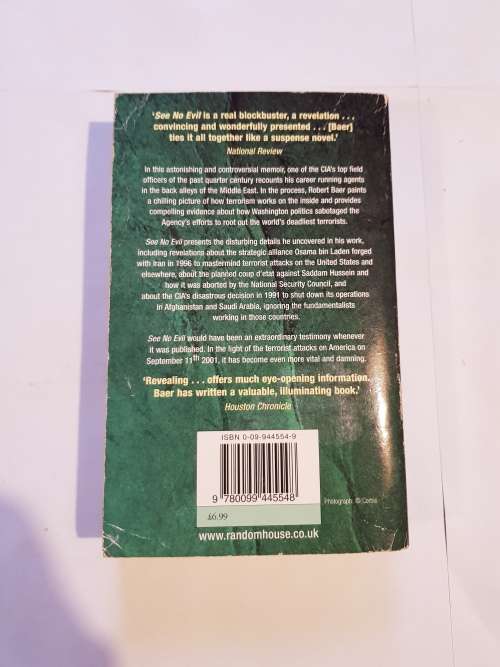 'See No Evil is a real blockbuster, a revelation . . .
convincing and wonderfully presented . . . [Baer]
ties it all together like a suspense novel.'
National Review
In this astonishing and controversial memoir, one of the CIA's top field
officers of the past quarter century recounts his career running agents
in the back alleys of the Middle East. In the process, Robert Baer paints
a chilling picture of how terrorism works on the inside and provides
compelling evidence about how Washington politics sabotaged the
Agency's efforts to root out the world's deadliest terrorists.
See No Evil presents the disturbing details he uncovered in his work,
including revelations about the strategic alliance Osama bin Laden forged
with Iran in 1996 to mastermind terrorist attacks on the United States and
elsewhere, about the planned coup d'etat against Saddam Hussein and
how it was aborted by the National Security Council, and
about the CIA's disastrous decision in 1991 to shut down its operations
in Afghanistan and Saudi Arabia, ignoring the fundamentalists
working in those countries.
See No Evil would have been an extraordinary testimony whenever
it was published. In the light of the terrorist attacks on America on
September 11th 2001, it has become even more vital and damning.
'Revealing . . . offers much eye-opening information.
Baer has written a valuable, illuminating book.'
Houston Chronicle
ISBN 0-09-944554-9
9 780099 445548
Photograph © Corbis
£6.99
www.randomhouse.co.uk